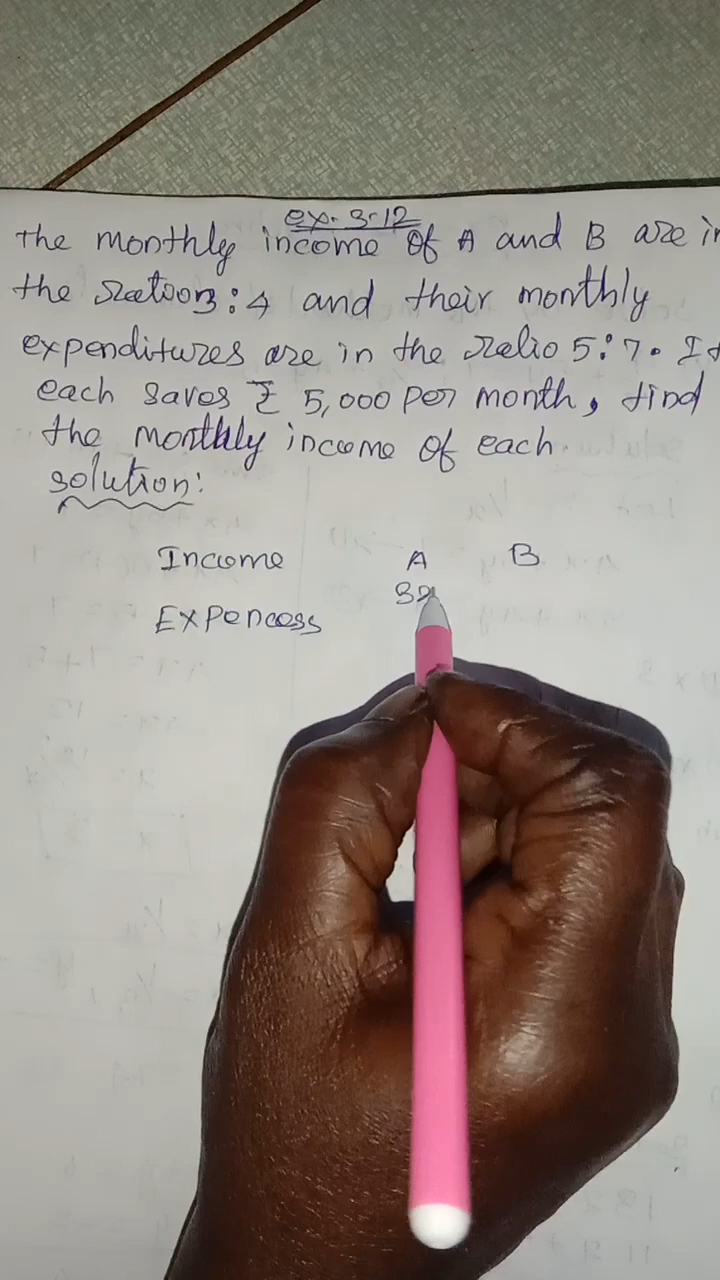 ex. 3.12
The monthly income of A and B are in
the ratio 3:4 and their monthly
expenditures are in the ratio 5:7. If
each saves ₹ 5,000 per month, find
the monthly income of each.
solution:
Income A B
3x
Expencess